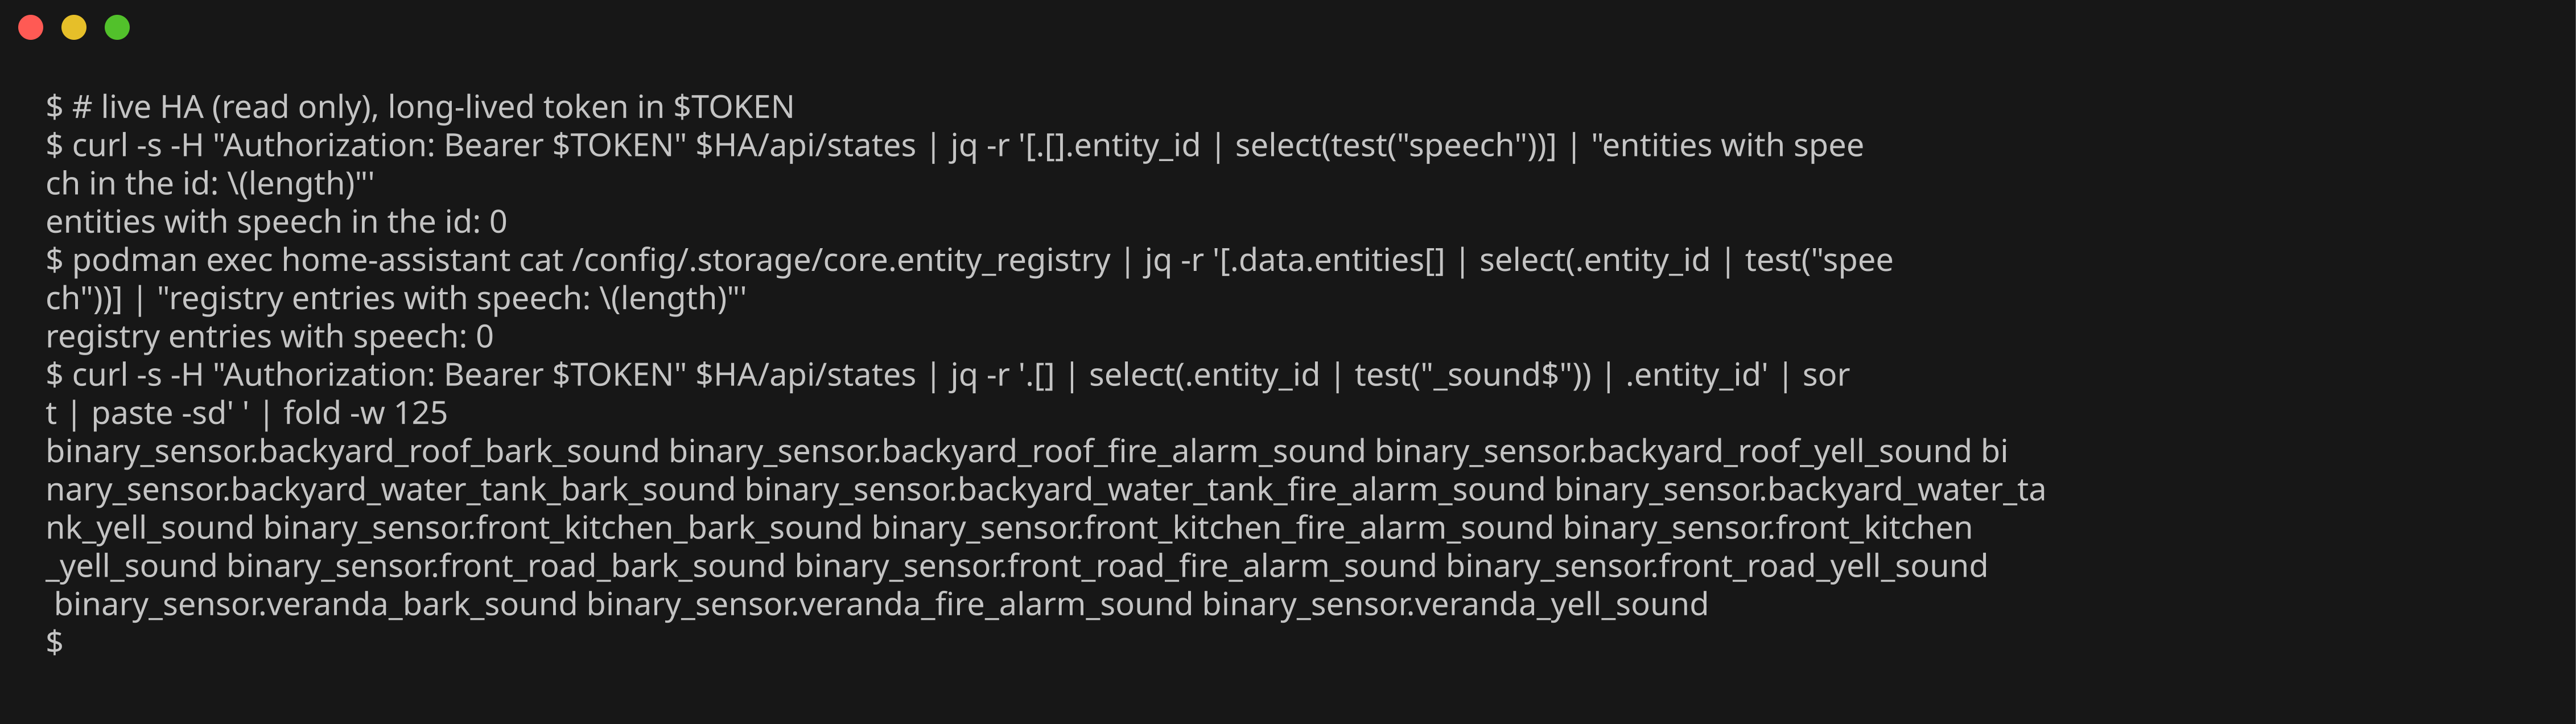 $ # live HA (read only), long-lived token in $TOKEN
$ curl -s -H "Authorization: Bearer $TOKEN" $HA/api/states | jq -r '[.[].entity_id | select(test("speech"))] | "entities with spee
ch in the id: \(length)"'
entities with speech in the id: 0
$ podman exec home-assistant cat /config/.storage/core.entity_registry | jq -r '[.data.entities[] | select(.entity_id | test("spee
ch"))] | "registry entries with speech: \(length)"'
registry entries with speech: 0
$ curl -s -H "Authorization: Bearer $TOKEN" $HA/api/states | jq -r '.[] | select(.entity_id | test("_sound$")) | .entity_id' | sor
t | paste -sd' ' | fold -w 125
binary_sensor.backyard_roof_bark_sound binary_sensor.backyard_roof_fire_alarm_sound binary_sensor.backyard_roof_yell_sound bi
nary_sensor.backyard_water_tank_bark_sound binary_sensor.backyard_water_tank_fire_alarm_sound binary_sensor.backyard_water_ta
nk_yell_sound binary_sensor.front_kitchen_bark_sound binary_sensor.front_kitchen_fire_alarm_sound binary_sensor.front_kitchen
_yell_sound binary_sensor.front_road_bark_sound binary_sensor.front_road_fire_alarm_sound binary_sensor.front_road_yell_sound
 binary_sensor.veranda_bark_sound binary_sensor.veranda_fire_alarm_sound binary_sensor.veranda_yell_sound
$